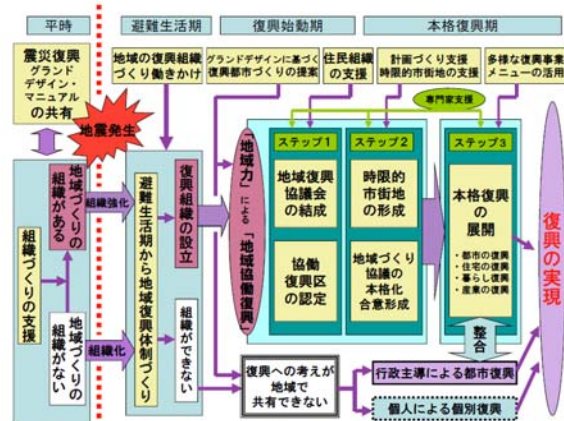 平時
避難生活期
復興始動期
本格復興期
震災復興
グランド
デザイン・
マニュアル
の共有
地域の復興組織
づくり働きかけ
グランドデザインに基づく
復興都市づくりの提案
住民組織
の支援
計画づくり支援
時限的市街地の支援
多様な復興事業
メニューの活用
専門家支援
地震発生
組織づくりの支援
地域づくりの
組織がある
地域づくりの
組織がない
組織強化
組織化
避難生活期から地域復興体制づくり
復興組織の設立
組織ができない
「地域力」による「地域協働復興」
ステップ1
地域復興
協議会
の結成
協働
復興区
の認定
ステップ2
時限的
市街地
の形成
地域づくり
協議の
本格化
合意形成
ステップ3
本格復興
の
展開
・都市の復興
・住宅の復興
・暮らし復興
・産業の復興
整合
復興への考えが
地域で
共有できない
行政主導による都市復興
個人による個別復興
復興の実現